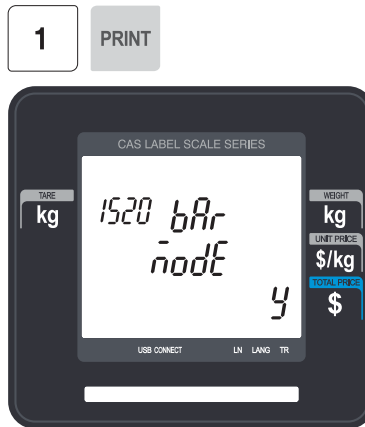 1 PRINT
CAS LABEL SCALE SERIES
TARE
kg
WEIGHT
kg
UNIT PRICE
$/kg
TOTAL PRICE
$
1520 bAr
nodE
y
USB CONNECT LN LANG TR